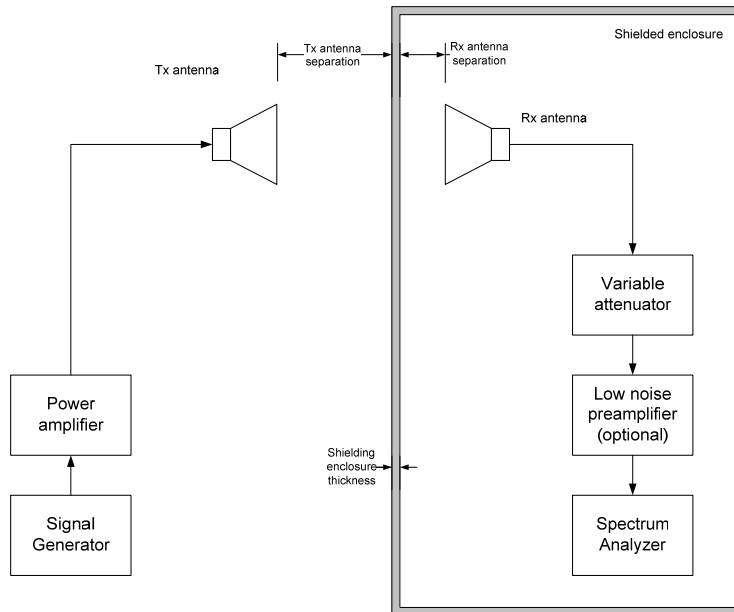 Shielded enclosure
Tx antenna
separation
Rx antenna
separation
Tx antenna
Rx antenna
Variable
attenuator
Power
amplifier
Low noise
preamplifier
(optional)
Shielding
enclosure
thickness
Signal
Generator
Spectrum
Analyzer